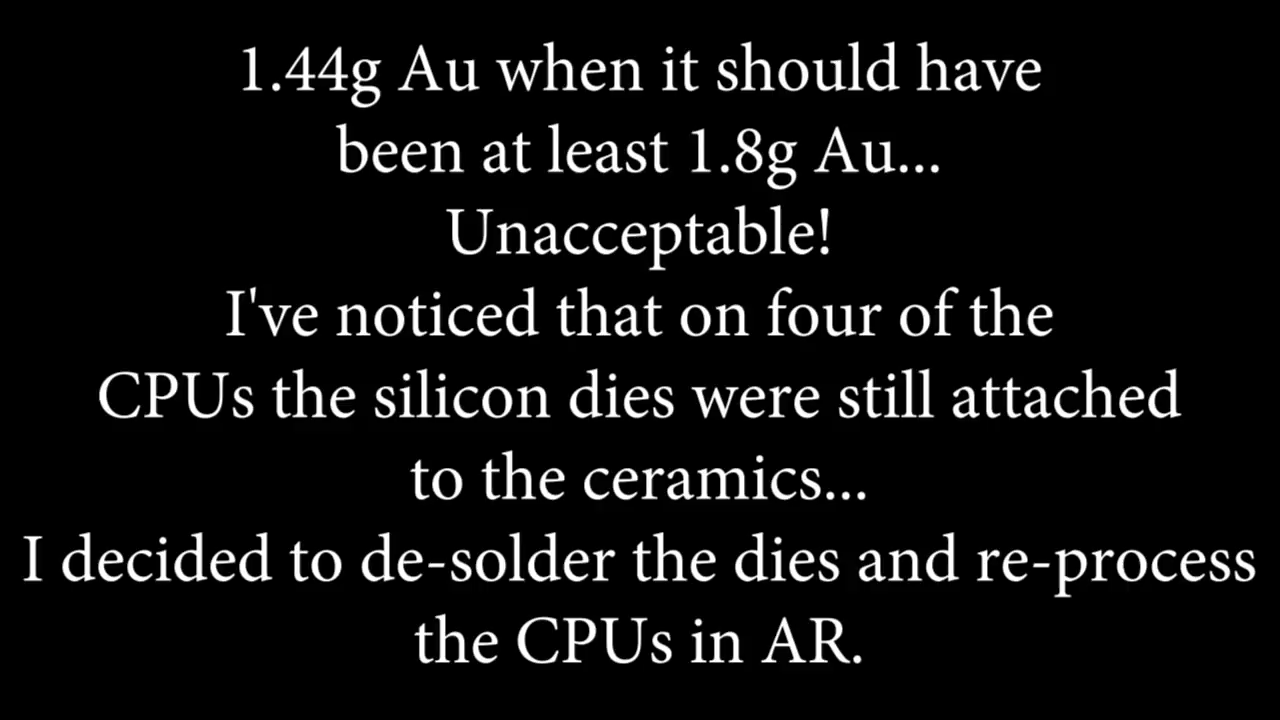 1.44g Au when it should have
been at least 1.8g Au...
Unacceptable!
I've noticed that on four of the
CPUs the silicon dies were still attached
to the ceramics...
I decided to de-solder the dies and re-process
the CPUs in AR.